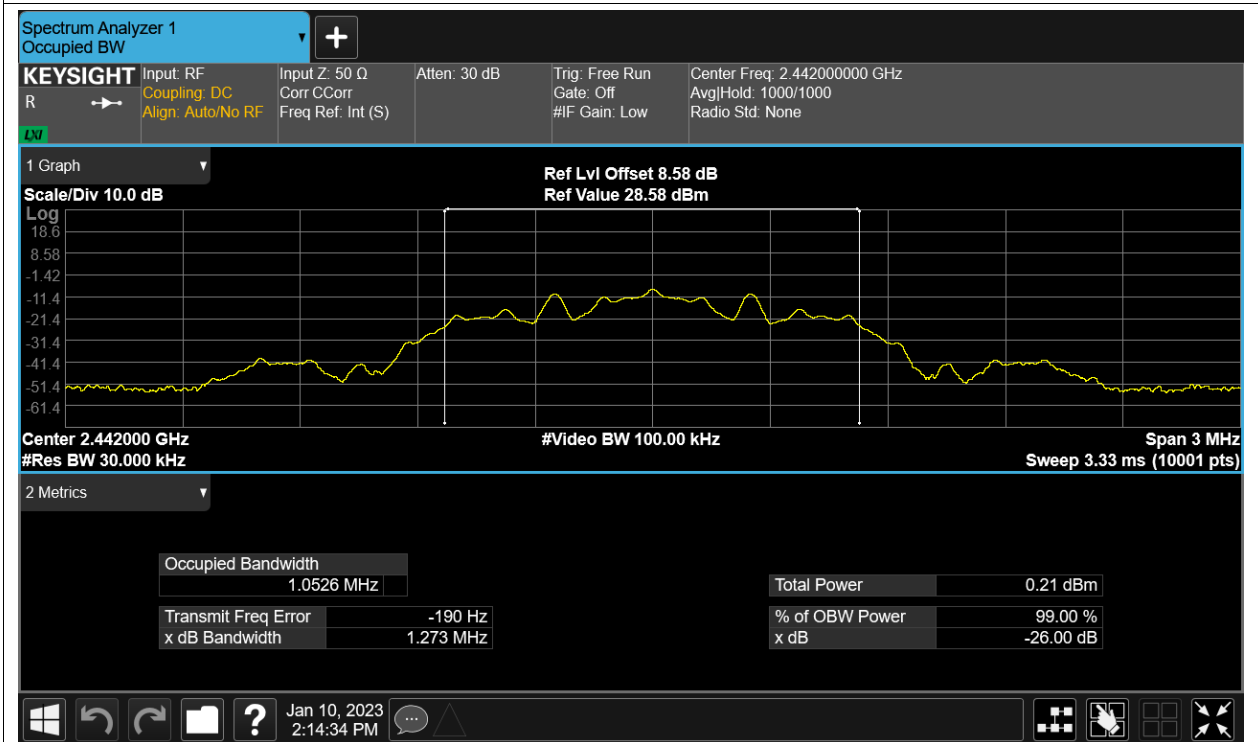 Spectrum Analyzer 1
Occupied BW
KEYSIGHT
R
LXI
Input: RF
Coupling: DC
Align: Auto/No RF
Input Z: 50 Ω
Corr CCorr
Freq Ref: Int (S)
Atten: 30 dB
Trig: Free Run
Gate: Off
#IF Gain: Low
Center Freq: 2.442000000 GHz
Avg|Hold: 1000/1000
Radio Std: None
1 Graph
Scale/Div 10.0 dB
Ref Lvl Offset 8.58 dB
Ref Value 28.58 dBm
Log
18.6
8.58
-1.42
-11.4
-21.4
-31.4
-41.4
-51.4
-61.4
Center 2.442000 GHz
#Video BW 100.00 kHz
Span 3 MHz
#Res BW 30.000 kHz
Sweep 3.33 ms (10001 pts)
2 Metrics
Occupied Bandwidth
1.0526 MHz
Total Power 0.21 dBm
Transmit Freq Error -190 Hz
% of OBW Power 99.00 %
x dB Bandwidth 1.273 MHz
x dB -26.00 dB
?
Jan 10, 2023
2:14:34 PM